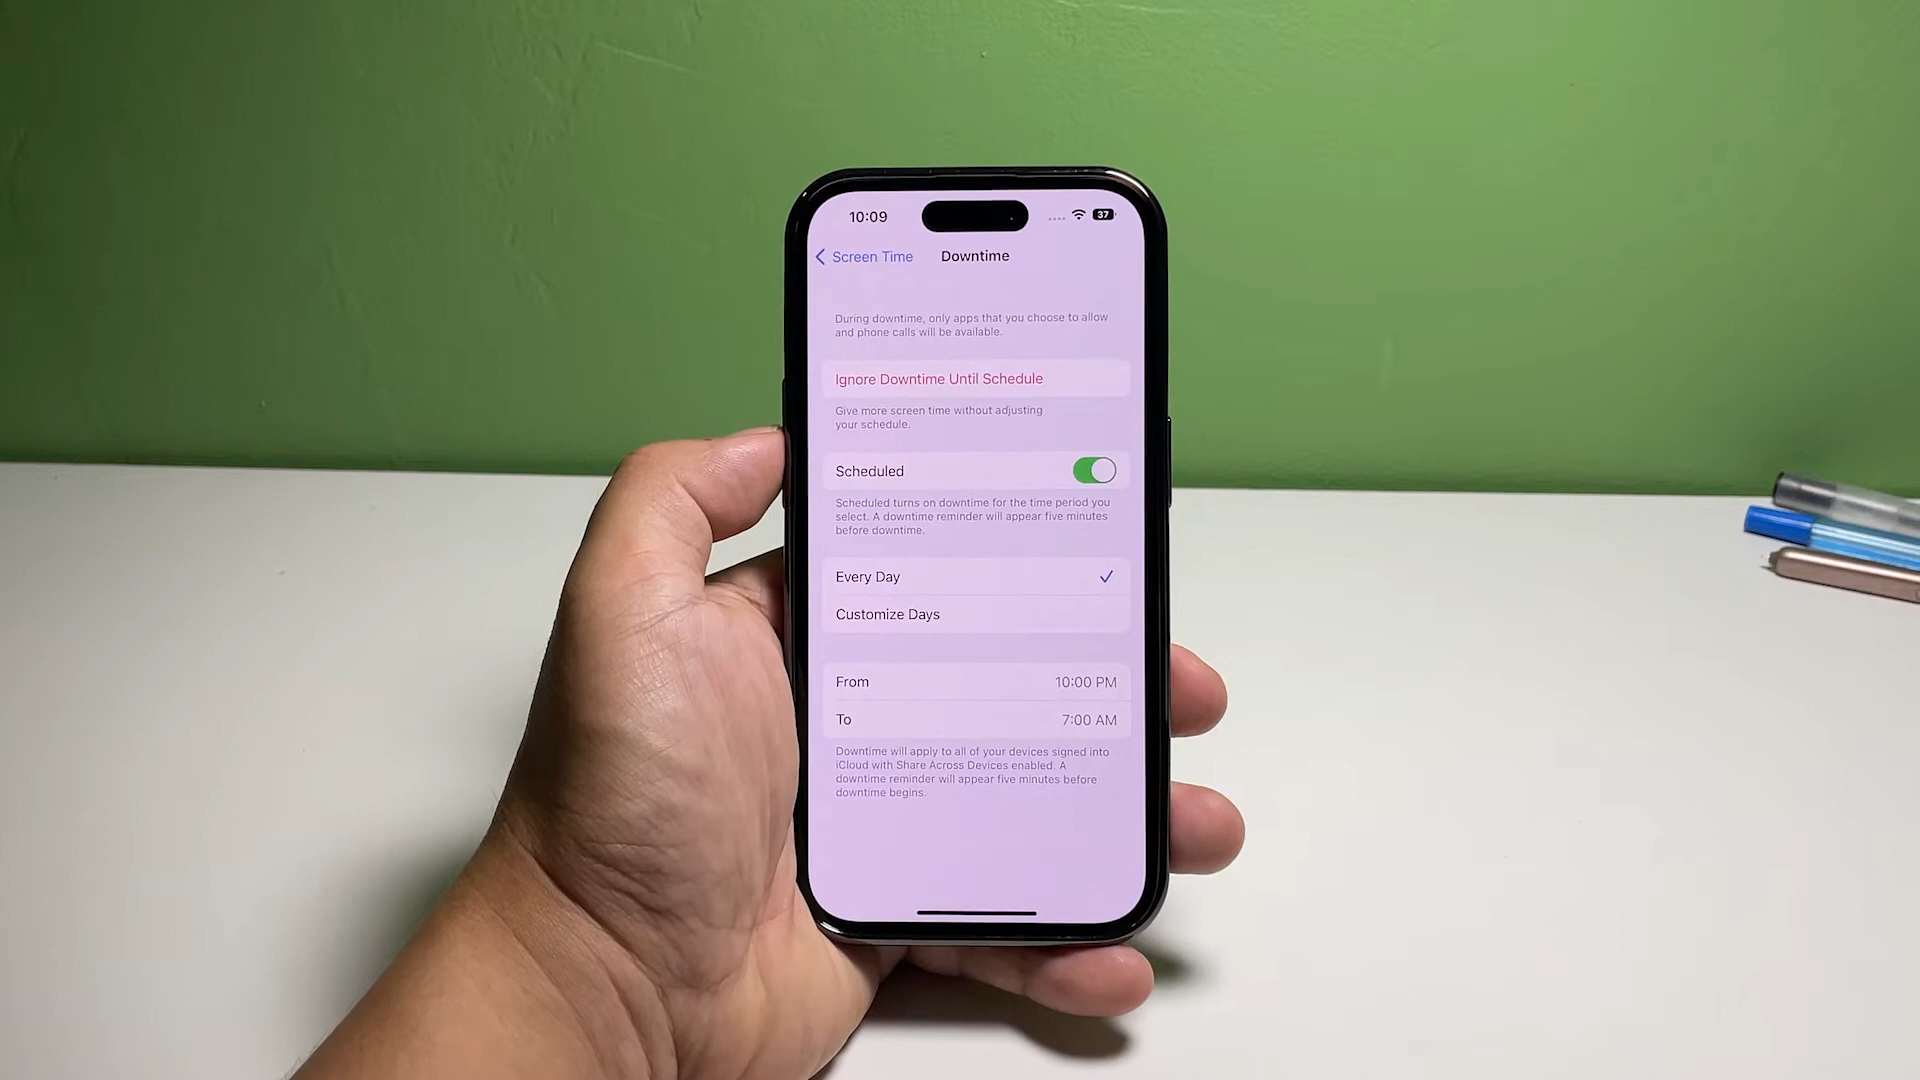 10:09
37
Screen Time
Downtime
During downtime, only apps that you choose to allow
and phone calls will be available.
Ignore Downtime Until Schedule
Give more screen time without adjusting
your schedule.
Scheduled
Scheduled turns on downtime for the time period you
select. A downtime reminder will appear five minutes
before downtime.
Every Day
Customize Days
From 10:00 PM
To 7:00 AM
Downtime will apply to all of your devices signed into
iCloud with Share Across Devices enabled. A
downtime reminder will appear five minutes before
downtime begins.